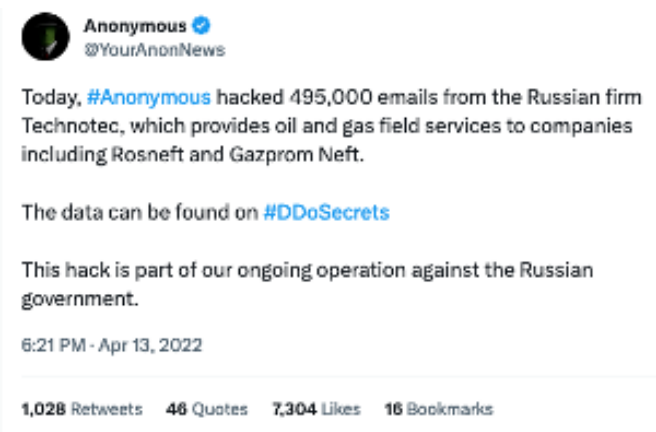 Anonymous
@YourAnonNews
Today, #Anonymous hacked 495,000 emails from the Russian firm
Technotec, which provides oil and gas field services to companies
including Rosneft and Gazprom Neft.
The data can be found on #DDoSecrets
This hack is part of our ongoing operation against the Russian
government.
6:21 PM · Apr 13, 2022
1,028 Retweets 46 Quotes 7,304 Likes 16 Bookmarks